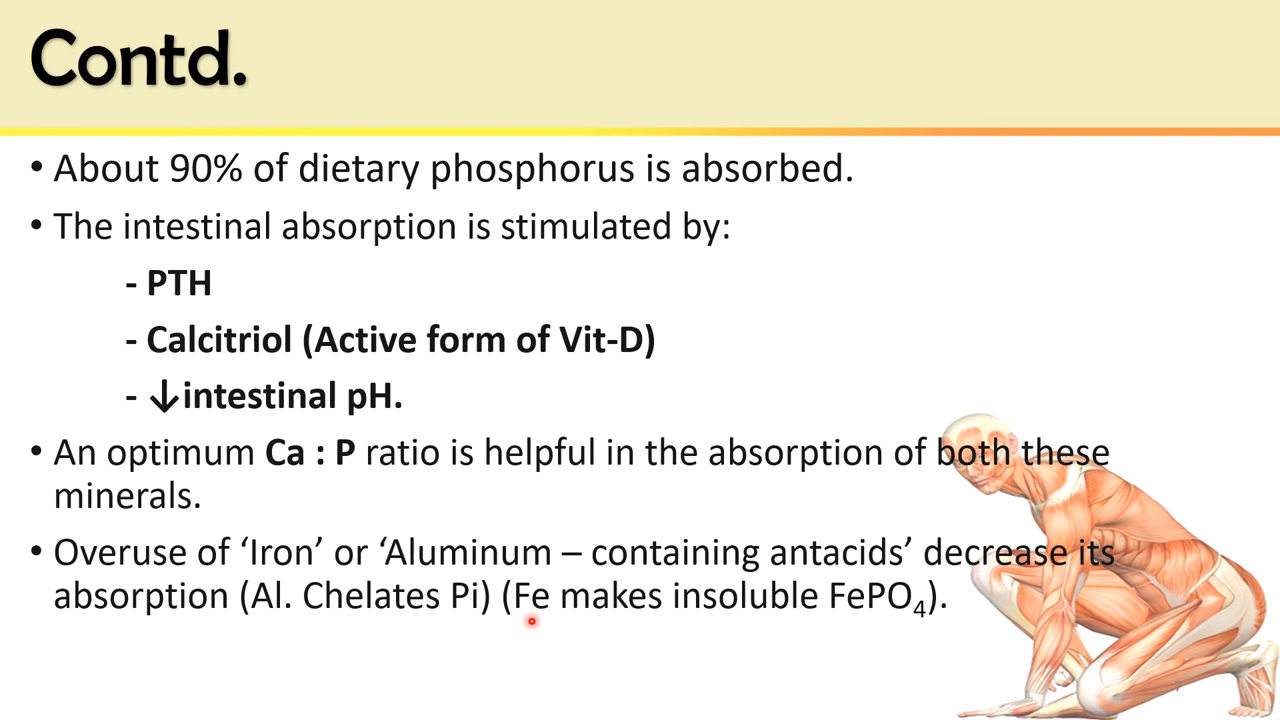 Contd.
• About 90% of dietary phosphorus is absorbed.
• The intestinal absorption is stimulated by:
- PTH
- Calcitriol (Active form of Vit-D)
- ↓intestinal pH.
• An optimum Ca : P ratio is helpful in the absorption of both these
minerals.
• Overuse of ‘Iron’ or ‘Aluminum – containing antacids’ decrease its
absorption (Al. Chelates Pi) (Fe makes insoluble FePO₄).